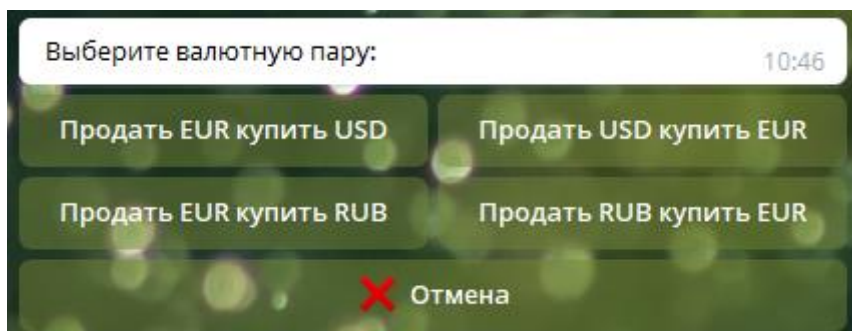 Выберите валютную пару:
10:46
Продать EUR купить USD
Продать USD купить EUR
Продать EUR купить RUB
Продать RUB купить EUR
❌ Отмена